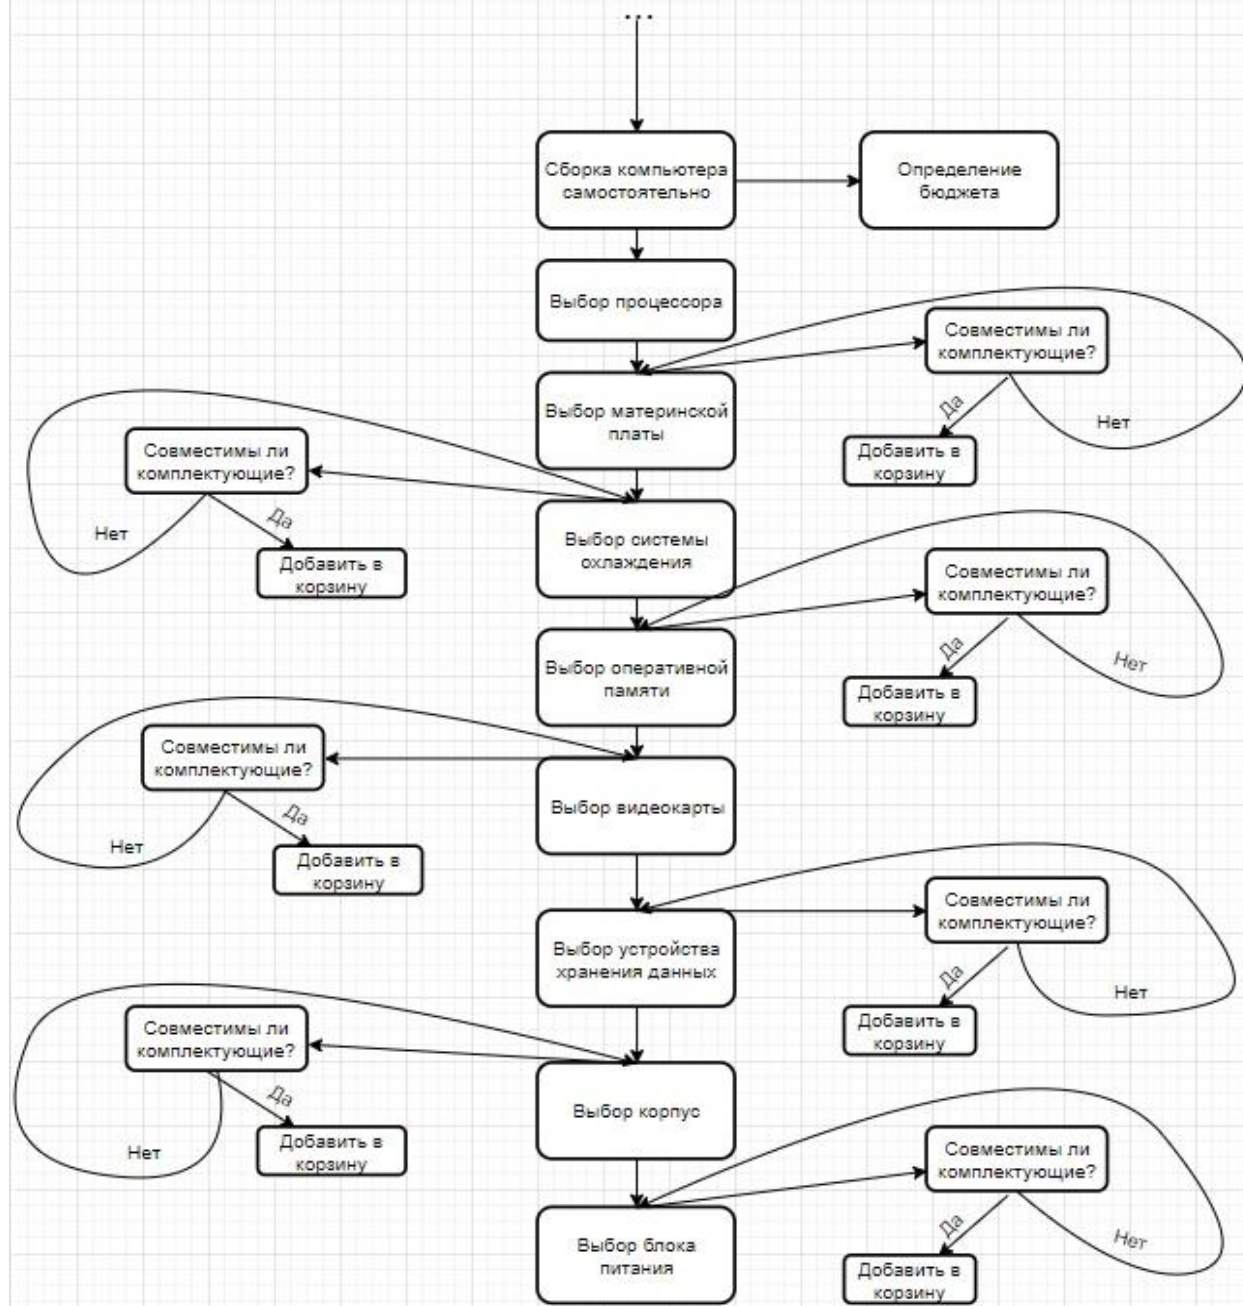 ...
Сборка компьютера
самостоятельно
Определение
бюджета
Выбор процессора
Совместимы ли
комплектующие?
Да
Нет
Добавить в
корзину
Выбор материнской
платы
Совместимы ли
комплектующие?
Да
Нет
Добавить в
корзину
Выбор системы
охлаждения
Совместимы ли
комплектующие?
Да
Нет
Добавить в
корзину
Выбор оперативной
памяти
Совместимы ли
комплектующие?
Да
Нет
Добавить в
корзину
Выбор видеокарты
Совместимы ли
комплектующие?
Да
Нет
Добавить в
корзину
Выбор устройства
хранения данных
Совместимы ли
комплектующие?
Да
Нет
Добавить в
корзину
Выбор корпус
Совместимы ли
комплектующие?
Да
Нет
Добавить в
корзину
Выбор блока
питания